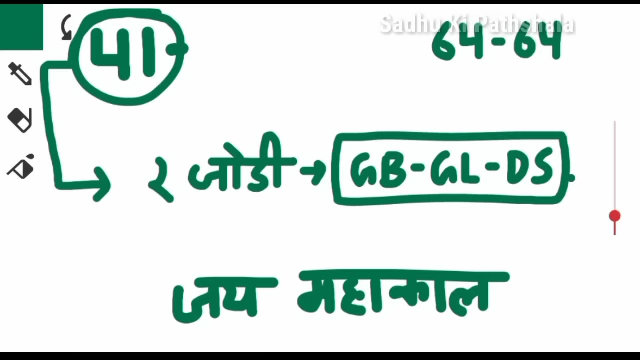 Sadhu Ki Pathshala
41 64-64
२ जोडी → GB-GL-DS
जय महाकाल